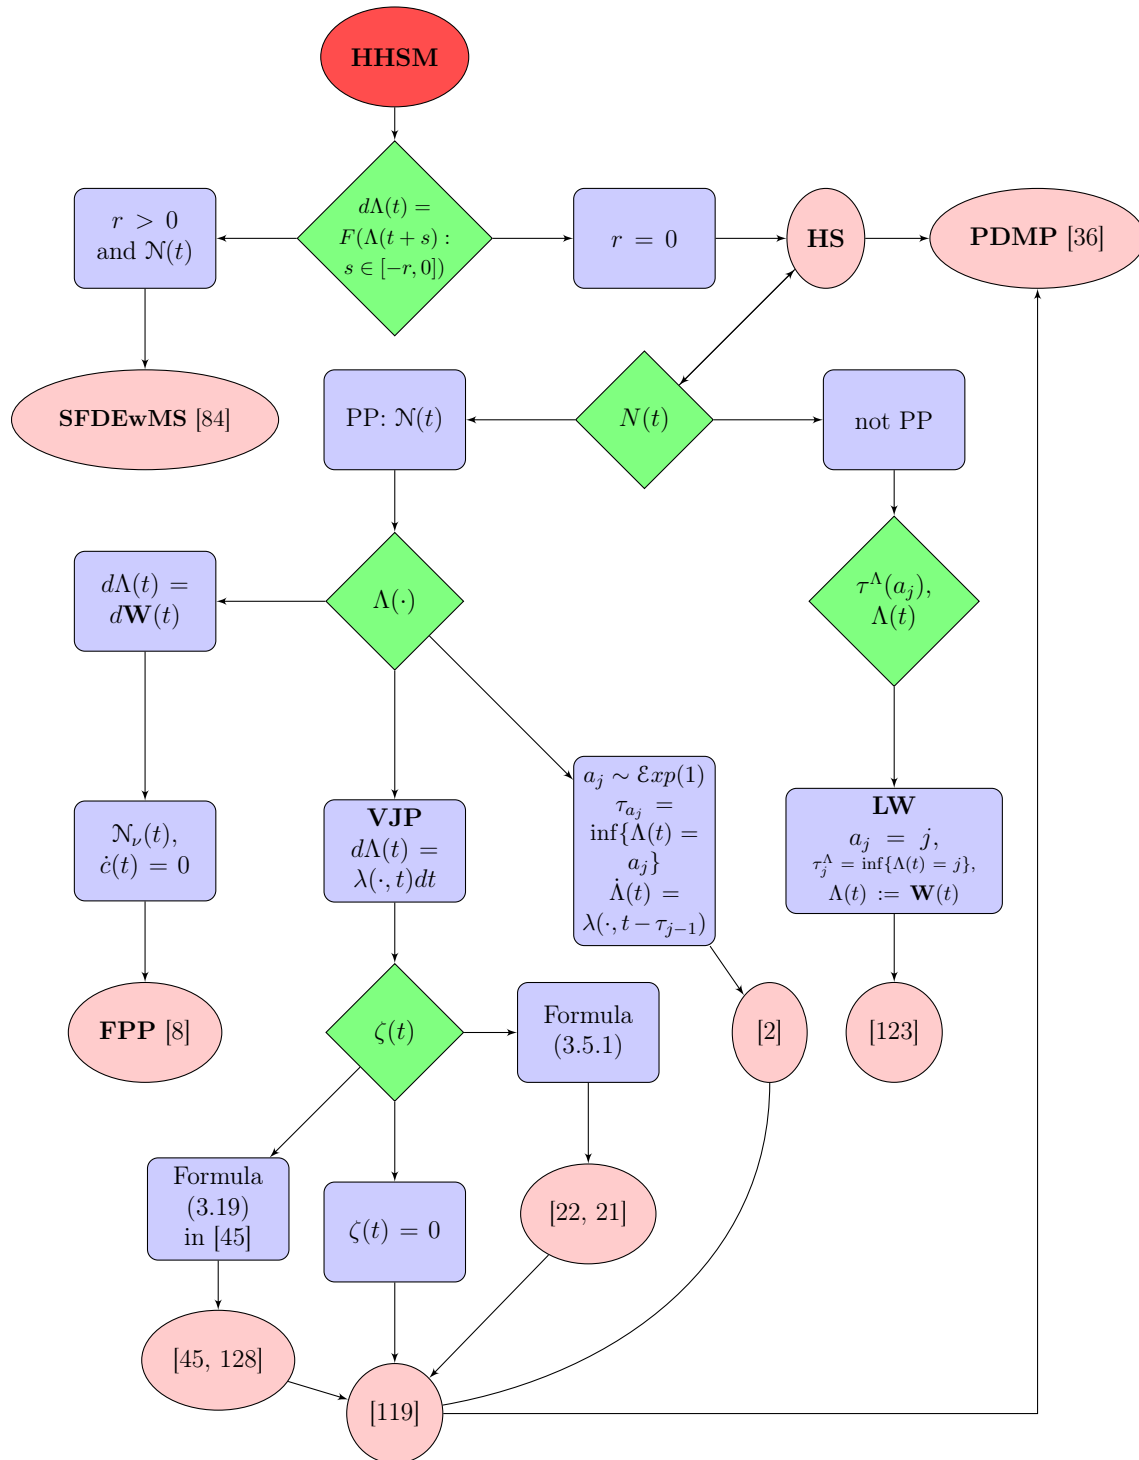 HHSM
dΛ(t) =
F(Λ(t + s) :
s ∈ [−r, 0])
r > 0
and 𝒩(t)
r = 0
HS
PDMP [36]
SFDEwMS [84]
PP: 𝒩(t)
N(t)
not PP
dΛ(t) =
d𝐖(t)
Λ(·)
τ^Λ(a_j),
Λ(t)
𝒩_ν(t),
ċ(t) = 0
VJP
dΛ(t) =
λ(·, t)dt
a_j ∼ ℰxp(1)
τ_{a_j} =
inf{Λ(t) =
a_j}
Λ̇(t) =
λ(·, t − τ_{j−1})
LW
a_j = j,
τ_j^Λ = inf{Λ(t) = j},
Λ(t) := 𝐖(t)
FPP [8]
ζ(t)
Formula
(3.5.1)
[2]
[123]
Formula
(3.19)
in [45]
ζ(t) = 0
[22, 21]
[45, 128]
[119]